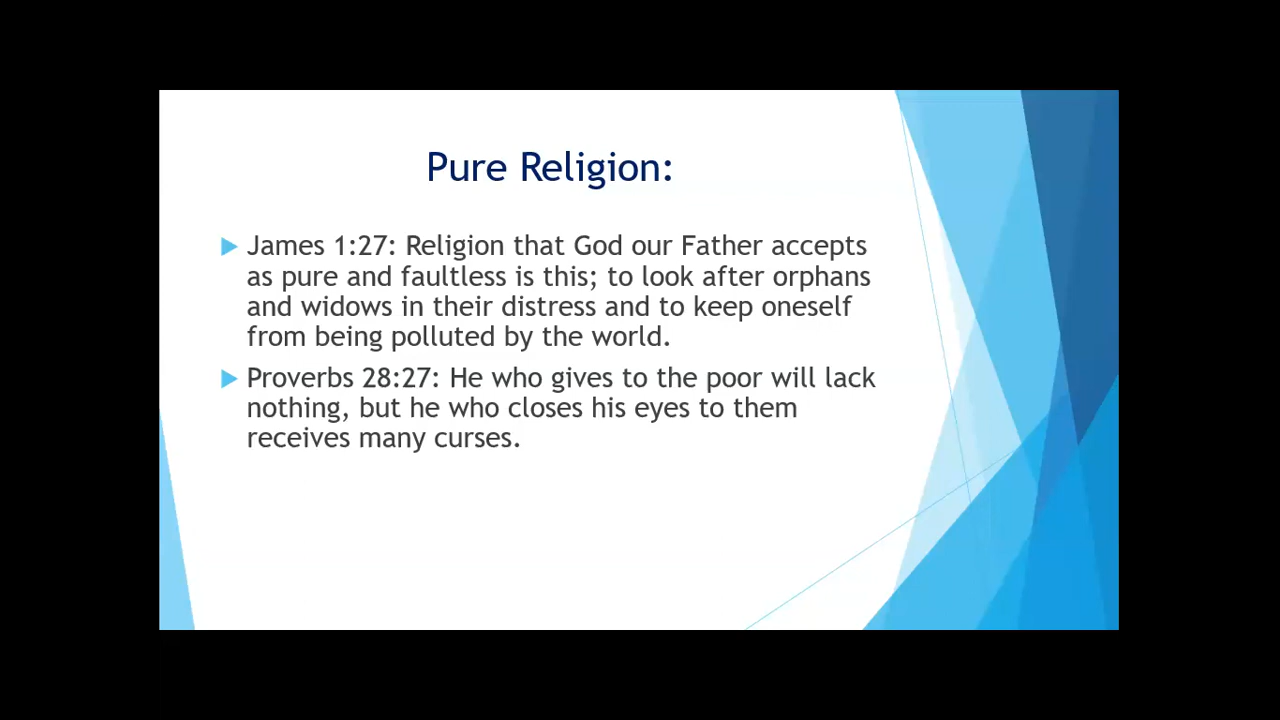 Pure Religion:
James 1:27: Religion that God our Father accepts
as pure and faultless is this; to look after orphans
and widows in their distress and to keep oneself
from being polluted by the world.
Proverbs 28:27: He who gives to the poor will lack
nothing, but he who closes his eyes to them
receives many curses.